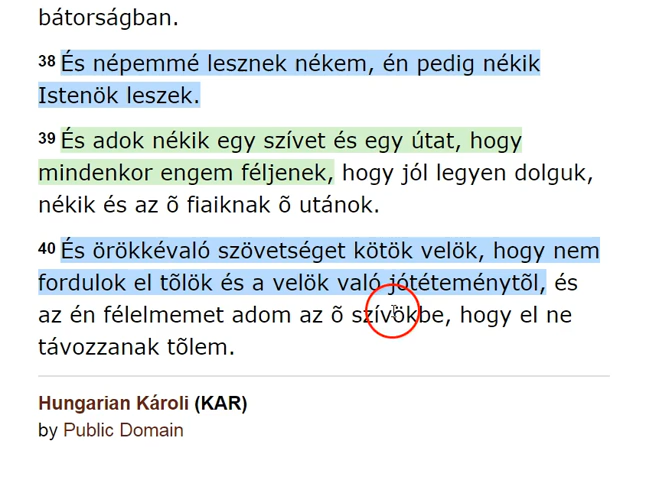 bátorságban.
38 És népemmé lesznek nékem, én pedig nékik
Istenök leszek.
39 És adok nékik egy szívet és egy útat, hogy
mindenkor engem féljenek, hogy jól legyen dolguk,
nékik és az õ fiaiknak õ utánok.
40 És örökkévaló szövetséget kötök velök, hogy nem
fordulok el tõlök és a velök való jótéteménytõl, és
az én félelmemet adom az õ szívökbe, hogy el ne
távozzanak tõlem.
Hungarian Károli (KAR)
by Public Domain